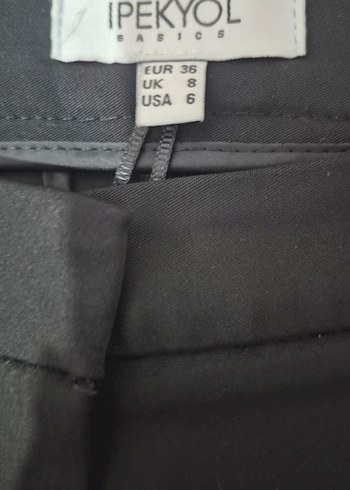 IPEKYOL
BASICS
EUR 36
UK 8
USA 6